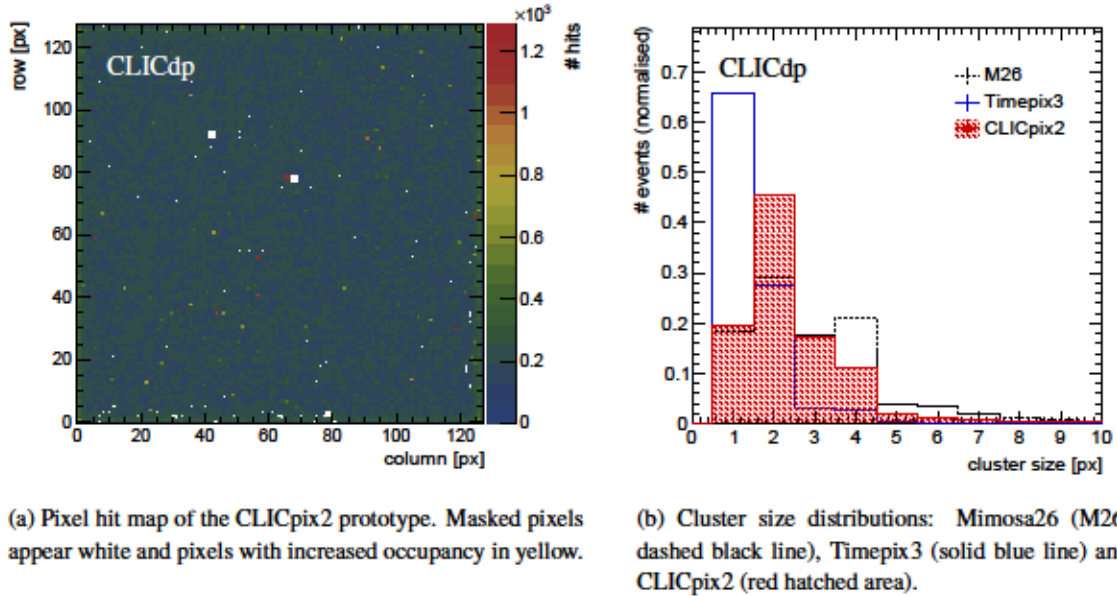 ×10³
row [px]
120
100
80
60
40
20
0
CLICdp
1.2
1
0.8
0.6
0.4
0.2
0
# hits
0 20 40 60 80 100 120
column [px]
# events (normalised)
0.7
0.6
0.5
0.4
0.3
0.2
0.1
0
CLICdp
M26
Timepix3
CLICpix2
0 1 2 3 4 5 6 7 8 9 10
cluster size [px]
(a) Pixel hit map of the CLICpix2 prototype. Masked pixels
appear white and pixels with increased occupancy in yellow.
(b) Cluster size distributions: Mimosa26 (M26
dashed black line), Timepix3 (solid blue line) an
CLICpix2 (red hatched area).